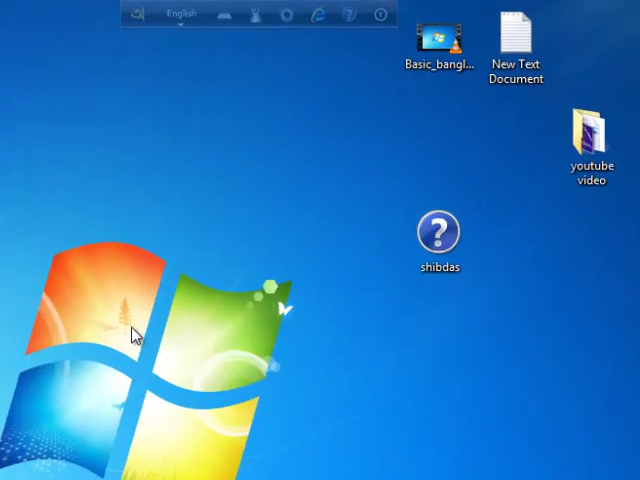 অ
English
Basic_bangl...
New Text
Document
youtube
video
shibdas